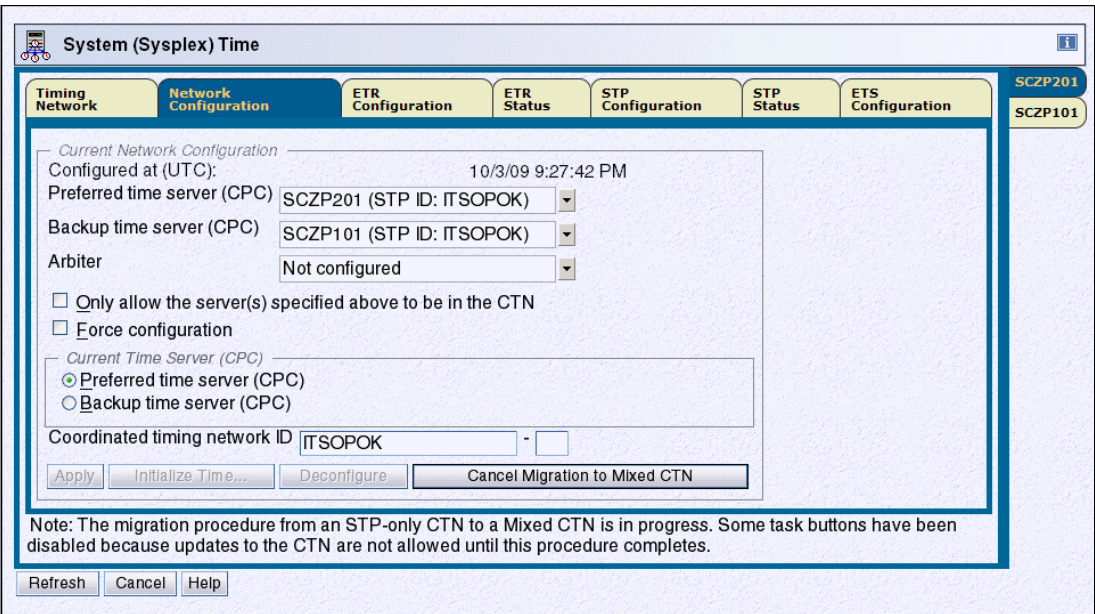 System (Sysplex) Time
i
Timing Network
Network Configuration
ETR Configuration
ETR Status
STP Configuration
STP Status
ETS Configuration
SCZP201
SCZP101
Current Network Configuration
Configured at (UTC): 10/3/09 9:27:42 PM
Preferred time server (CPC) SCZP201 (STP ID: ITSOPOK)
Backup time server (CPC) SCZP101 (STP ID: ITSOPOK)
Arbiter Not configured
Only allow the server(s) specified above to be in the CTN
Force configuration
Current Time Server (CPC)
Preferred time server (CPC)
Backup time server (CPC)
Coordinated timing network ID ITSOPOK -
Apply Initialize Time... Deconfigure Cancel Migration to Mixed CTN
Note: The migration procedure from an STP-only CTN to a Mixed CTN is in progress. Some task buttons have been
disabled because updates to the CTN are not allowed until this procedure completes.
Refresh Cancel Help